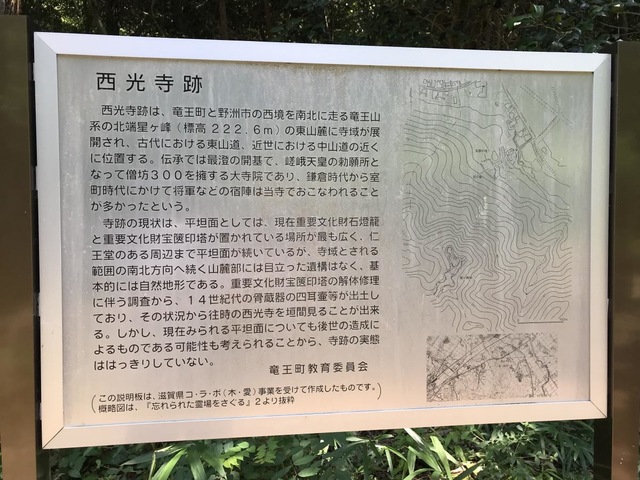 西光寺跡
西光寺跡は、竜王町と野洲市の西境を南北に走る竜王山
系の北端星ヶ峰（標高２２２．６ｍ）の東山麓に寺域が展
開され、古代における東山道、近世における中山道の近く
に位置する。伝承では最澄の開基で、嵯峨天皇の勅願所と
なって僧坊３００を擁する大寺院であり、鎌倉時代から室
町時代にかけて将軍などの宿陣は当寺でおこなわれること
が多かったという。
寺跡の現状は、平坦面としては、現在重要文化財石燈籠
と重要文化財宝篋印塔が置かれている場所が最も広く、仁
王堂のある周辺まで平坦面が続いているが、寺域とされる
範囲の南北方向へ続く山麓部には目立った遺構はなく、基
本的には自然地形である。重要文化財宝篋印塔の解体修理
に伴う調査から、１４世紀代の骨蔵器の四耳壷等が出土し
ており、その状況から往時の西光寺を垣間見ることが出来
る。しかし、現在みられる平坦面についても後世の造成に
よるものである可能性も考えられることから、寺跡の実態
ははっきりしていない。
竜王町教育委員会
（この説明板は、滋賀県コ・ラ・ボ（木・愛）事業を受けて作成したものです。
概略図は、『忘れられた霊場をさぐる』２より抜粋）